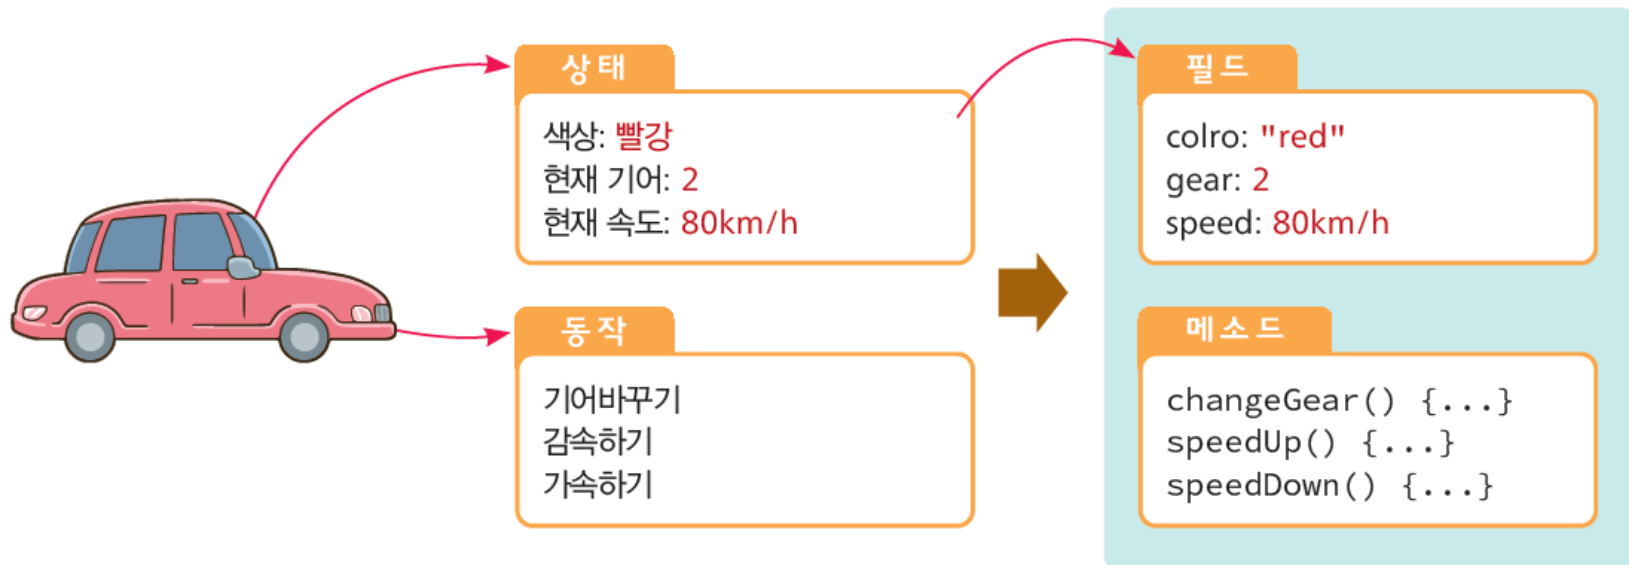 상태
색상: 빨강
현재 기어: 2
현재 속도: 80km/h
동작
기어바꾸기
감속하기
가속하기
필드
colro: "red"
gear: 2
speed: 80km/h
메소드
changeGear() {...}
speedUp() {...}
speedDown() {...}